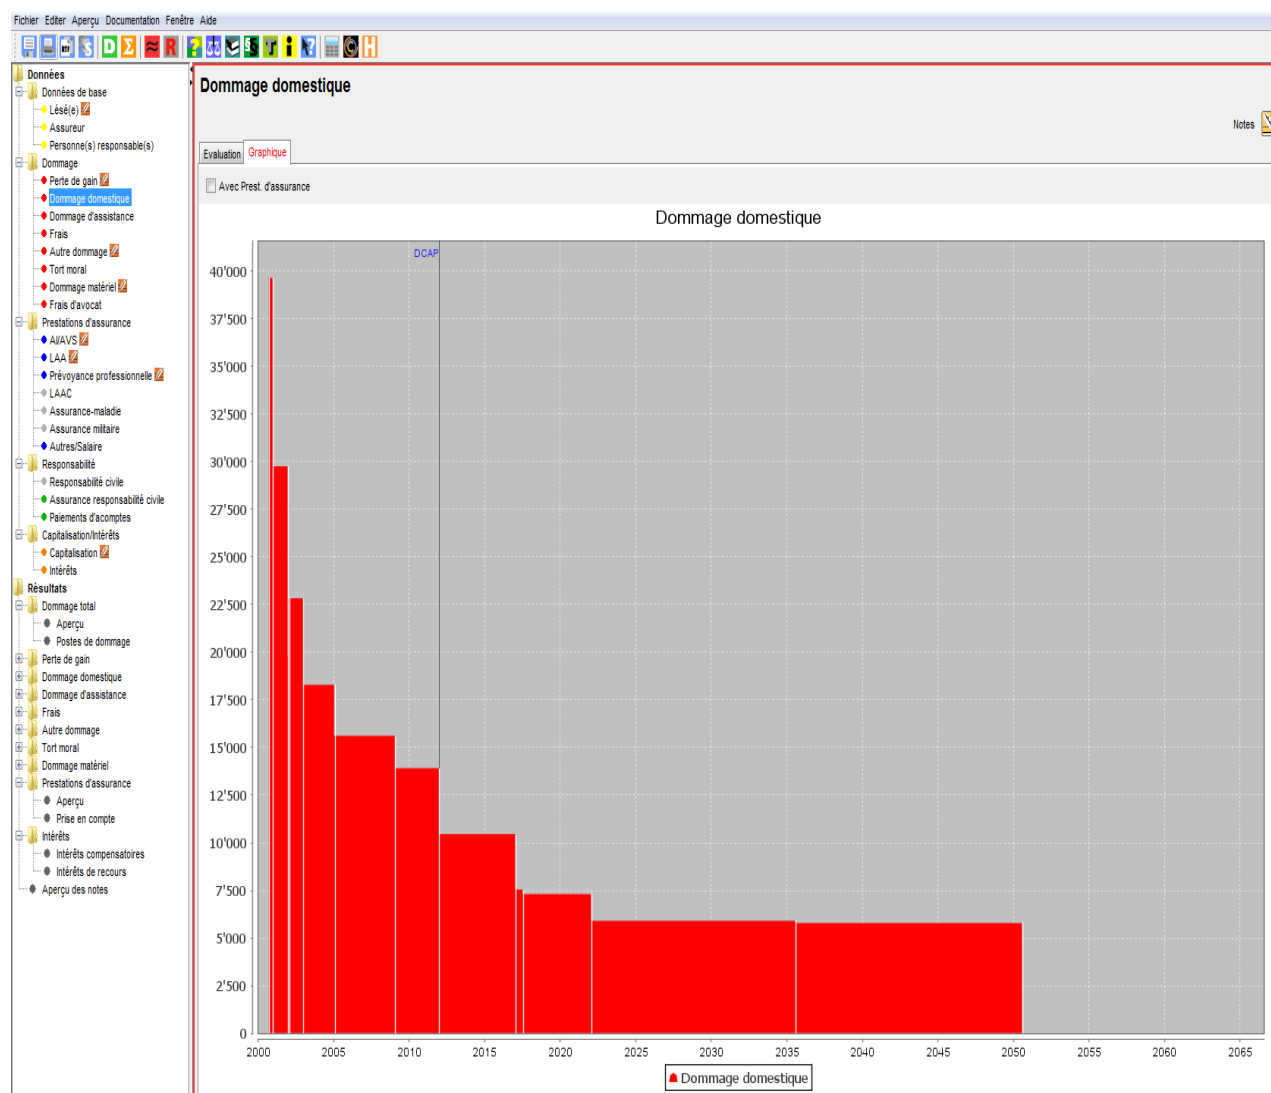 Fichier Editer Aperçu Documentation Fenêtre Aide
Données
Données de base
Lésé(e)
Assureur
Personne(s) responsable(s)
Dommage
Perte de gain
Dommage domestique
Dommage d'assistance
Frais
Autre dommage
Tort moral
Dommage matériel
Frais d'avocat
Prestations d'assurance
AI/AVS
LAA
Prévoyance professionnelle
LAAC
Assurance-maladie
Assurance militaire
Autres/Salaire
Responsabilité
Responsabilité civile
Assurance responsabilité civile
Paiements d'acomptes
Capitalisation/Intérêts
Capitalisation
Intérêts
Résultats
Dommage total
Aperçu
Postes de dommage
Perte de gain
Dommage domestique
Dommage d'assistance
Frais
Autre dommage
Tort moral
Dommage matériel
Prestations d'assurance
Aperçu
Prise en compte
Intérêts
Intérêts compensatoires
Intérêts de recours
Aperçu des notes
Dommage domestique
Notes
Evaluation Graphique
Avec Prest. d'assurance
Dommage domestique
DCAP
40'000
37'500
35'000
32'500
30'000
27'500
25'000
22'500
20'000
17'500
15'000
12'500
10'000
7'500
5'000
2'500
0
2000 2005 2010 2015 2020 2025 2030 2035 2040 2045 2050 2055 2060 2065
Dommage domestique